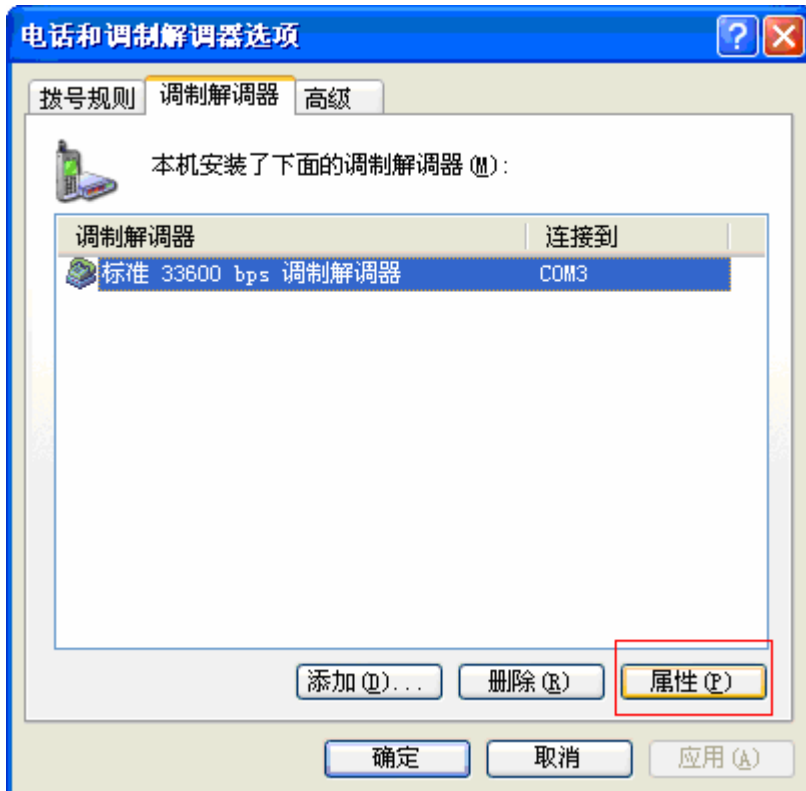 电话和调制解调器选项
拨号规则 调制解调器 高级
本机安装了下面的调制解调器(M):
调制解调器 连接到
标准 33600 bps 调制解调器 COM3
添加(D)... 删除(R) 属性(P)
确定 取消 应用(A)